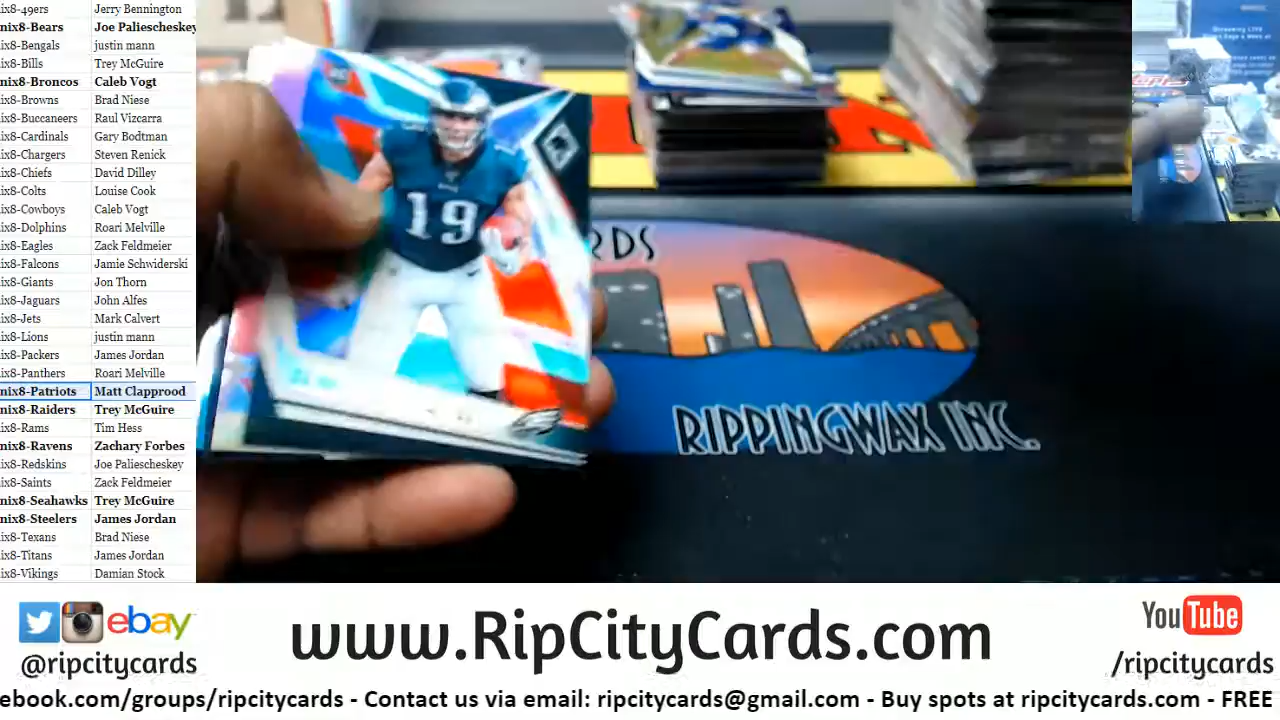 ix8-49ers Jerry Bennington
nix8-Bears Joe Paliescheskey
ix8-Bengals justin mann
ix8-Bills Trey McGuire
nix8-Broncos Caleb Vogt
ix8-Browns Brad Niese
ix8-Buccaneers Raul Vizcarra
ix8-Cardinals Gary Bodtman
ix8-Chargers Steven Renick
ix8-Chiefs David Dilley
ix8-Colts Louise Cook
ix8-Cowboys Caleb Vogt
ix8-Dolphins Roari Melville
ix8-Eagles Zack Feldmeier
ix8-Falcons Jamie Schwiderski
ix8-Giants Jon Thorn
ix8-Jaguars John Alfes
ix8-Jets Mark Calvert
ix8-Lions justin mann
ix8-Packers James Jordan
ix8-Panthers Roari Melville
nix8-Patriots Matt Clapprood
nix8-Raiders Trey McGuire
ix8-Rams Tim Hess
nix8-Ravens Zachary Forbes
ix8-Redskins Joe Paliescheskey
ix8-Saints Zack Feldmeier
nix8-Seahawks Trey McGuire
nix8-Steelers James Jordan
ix8-Texans Brad Niese
ix8-Titans James Jordan
ix8-Vikings Damian Stock
19
RDS
RIPPINGWAX INC.
ebay
@ripcitycards
www.RipCityCards.com
YouTube
/ripcitycards
ebook.com/groups/ripcitycards - Contact us via email: ripcitycards@gmail.com - Buy spots at ripcitycards.com - FREE